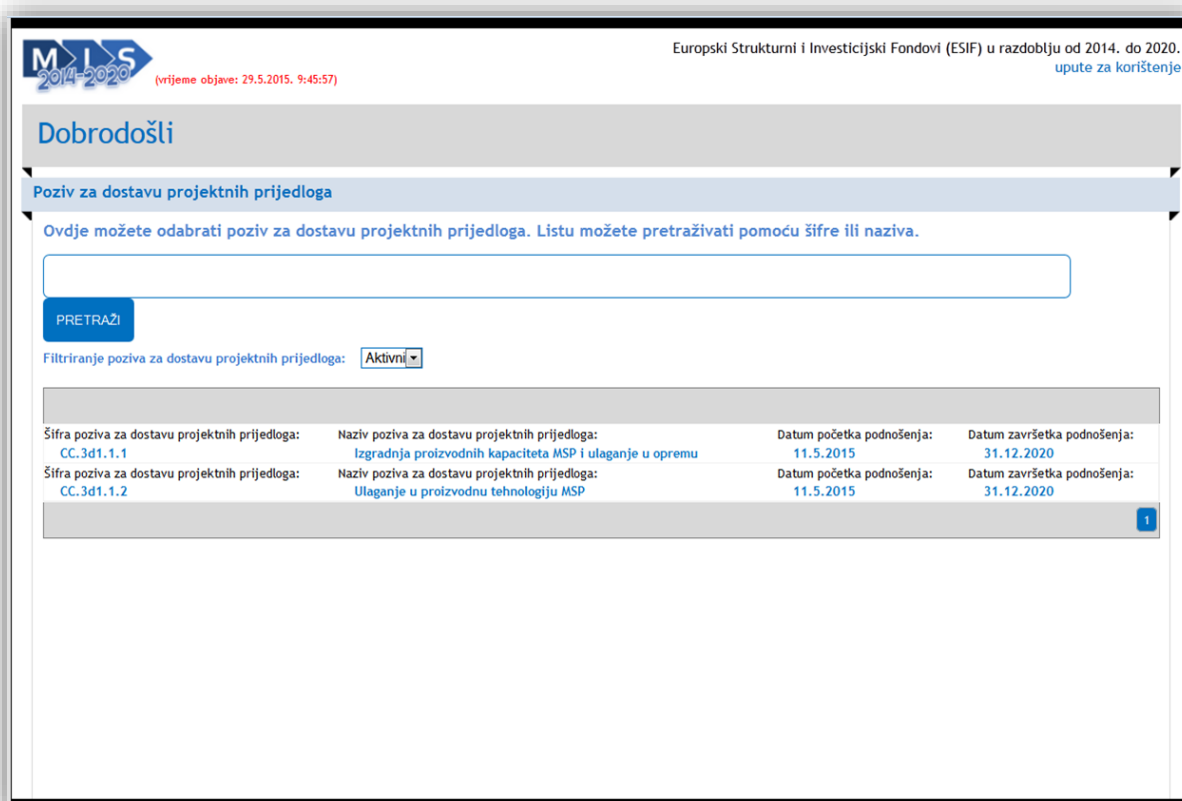 MIS
2014-2020
(vrijeme objave: 29.5.2015. 9:45:57)
Europski Strukturni i Investicijski Fondovi (ESIF) u razdoblju od 2014. do 2020.
upute za korištenje
Dobrodošli
Poziv za dostavu projektnih prijedloga
Ovdje možete odabrati poziv za dostavu projektnih prijedloga. Listu možete pretraživati pomoću šifre ili naziva.
PRETRAŽI
Filtriranje poziva za dostavu projektnih prijedloga: Aktivni
Šifra poziva za dostavu projektnih prijedloga: Naziv poziva za dostavu projektnih prijedloga: Datum početka podnošenja: Datum završetka podnošenja:
CC.3d1.1.1 Izgradnja proizvodnih kapaciteta MSP i ulaganje u opremu 11.5.2015 31.12.2020
Šifra poziva za dostavu projektnih prijedloga: Naziv poziva za dostavu projektnih prijedloga: Datum početka podnošenja: Datum završetka podnošenja:
CC.3d1.1.2 Ulaganje u proizvodnu tehnologiju MSP 11.5.2015 31.12.2020
1